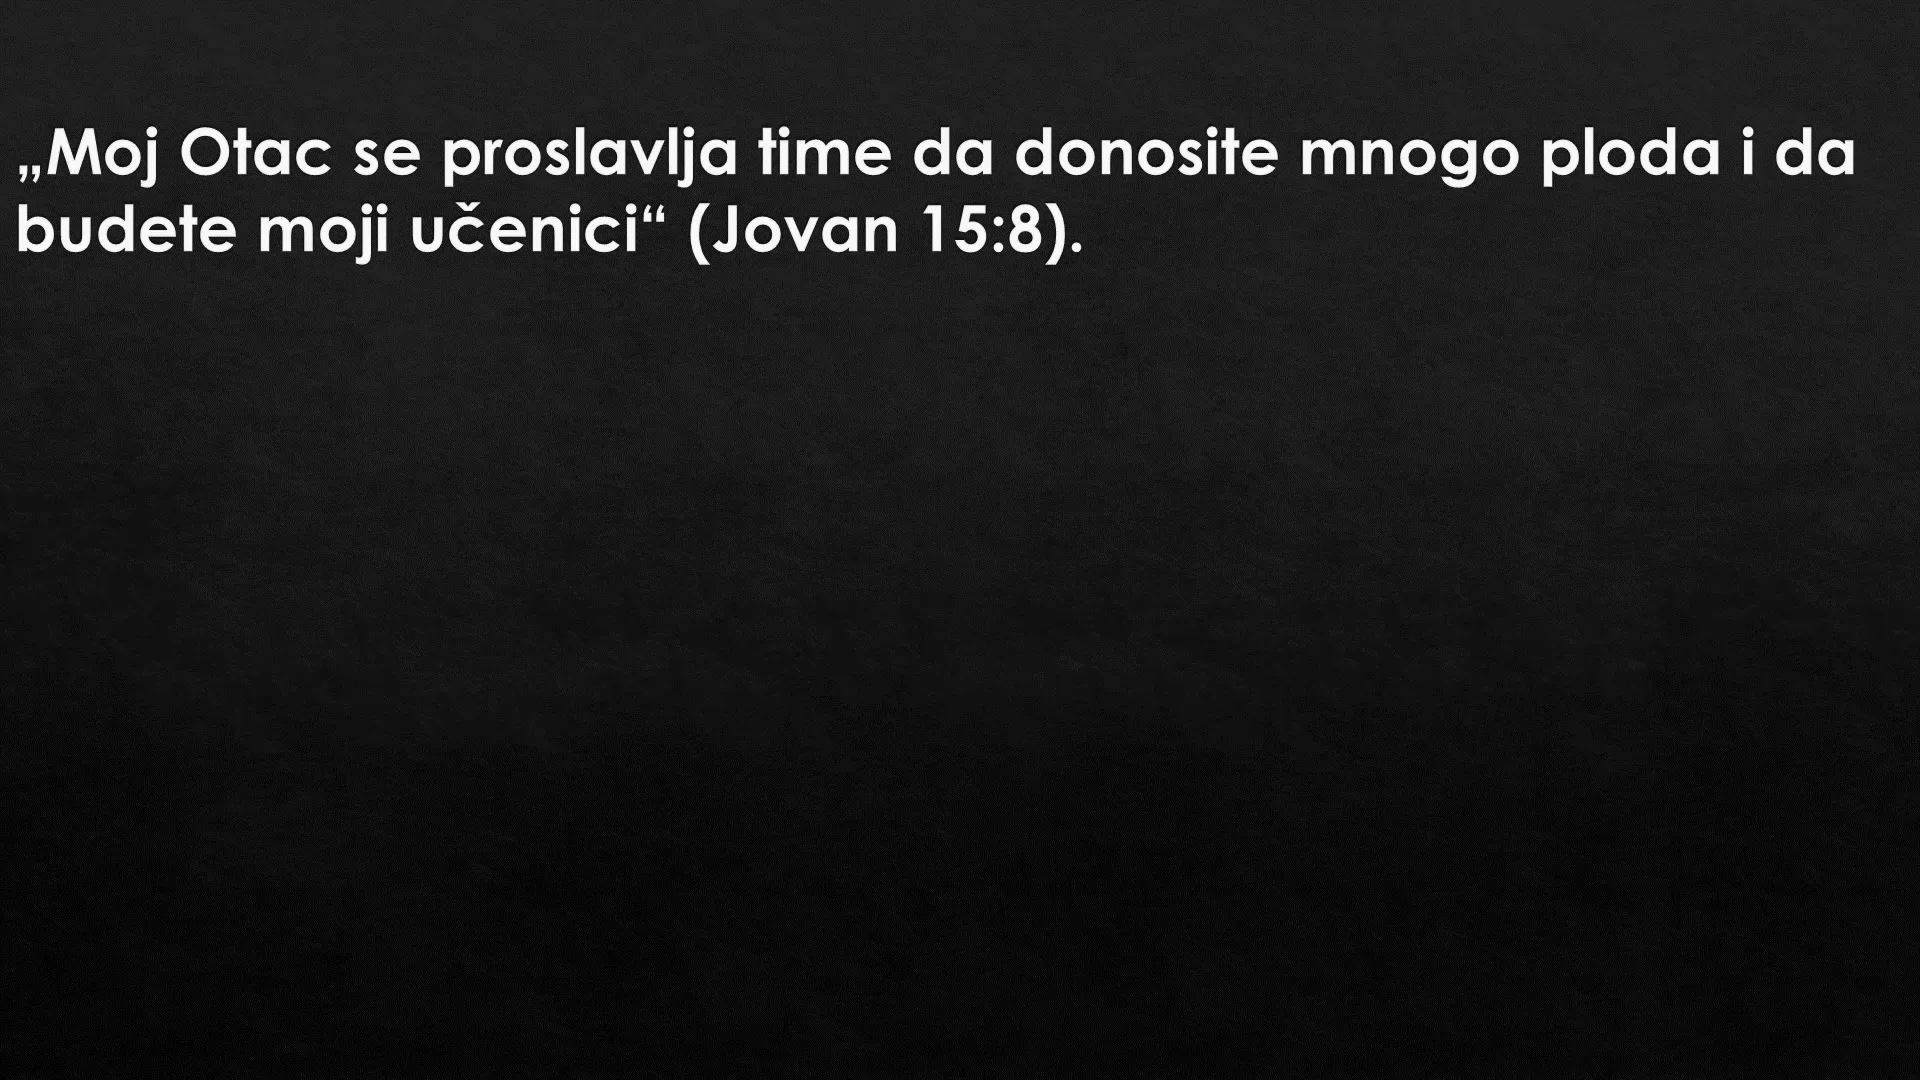 „Moj Otac se proslavlja time da donosite mnogo ploda i da
budete moji učenici“ (Jovan 15:8).